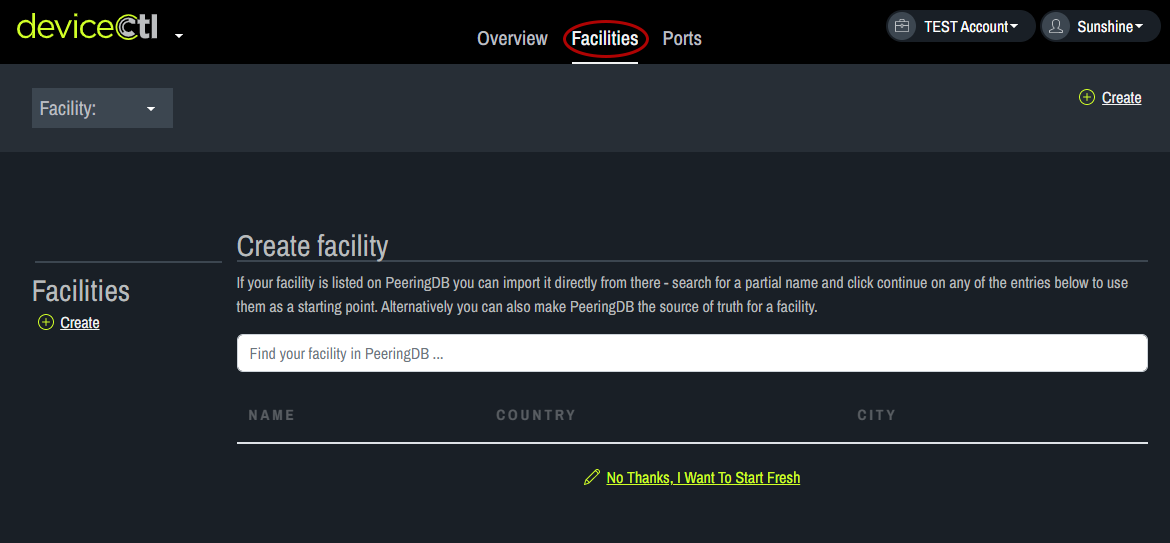 devicectl
Overview Facilities Ports
TEST Account
Sunshine
Facility:
Create
Create facility
If your facility is listed on PeeringDB you can import it directly from there - search for a partial name and click continue on any of the entries below to use
them as a starting point. Alternatively you can also make PeeringDB the source of truth for a facility.
Facilities
Create
Find your facility in PeeringDB ...
NAME COUNTRY CITY
No Thanks, I Want To Start Fresh